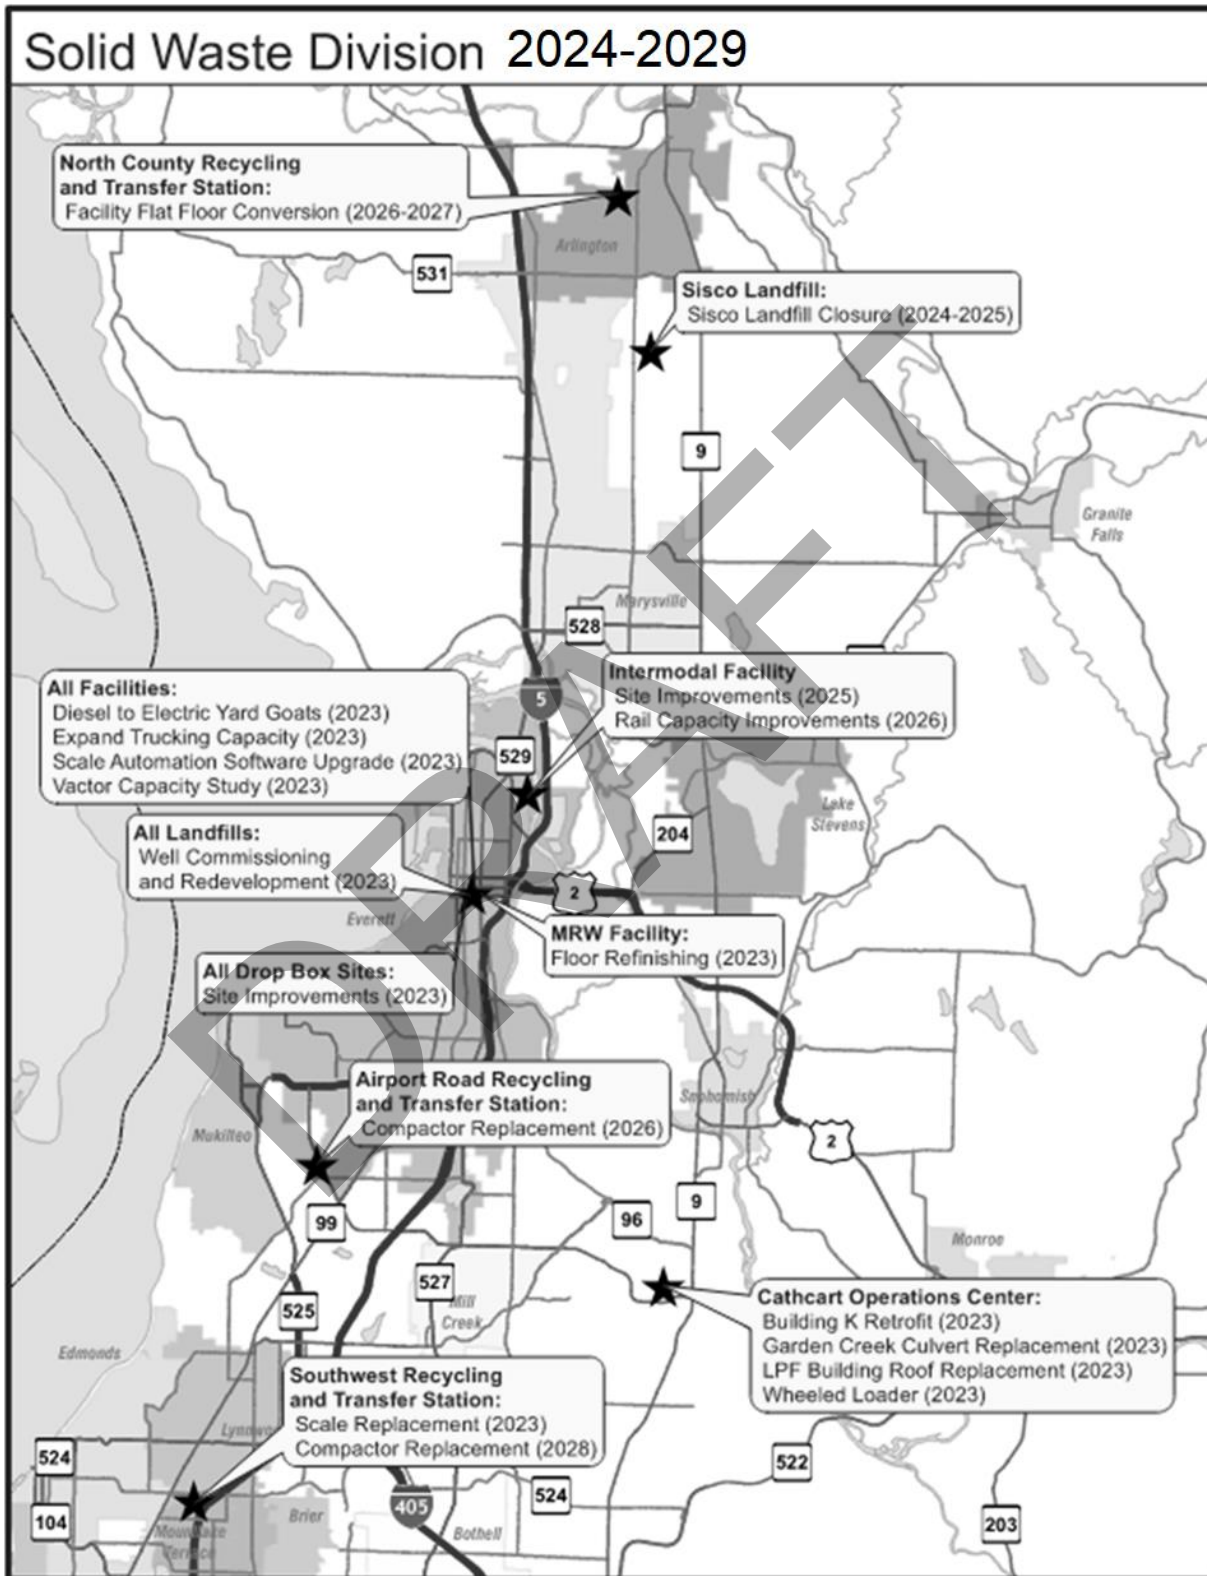 Solid Waste Division 2024-2029
North County Recycling
and Transfer Station:
Facility Flat Floor Conversion (2026-2027)
Arlington
531
Sisco Landfill:
Sisco Landfill Closure (2024-2025)
9
Granite
Falls
Marysville
528
Intermodal Facility
Site Improvements (2025)
Rail Capacity Improvements (2026)
5
All Facilities:
Diesel to Electric Yard Goats (2023)
Expand Trucking Capacity (2023)
Scale Automation Software Upgrade (2023)
Vactor Capacity Study (2023)
529
Lake
Stevens
204
All Landfills:
Well Commissioning
and Redevelopment (2023)
2
Everett
MRW Facility:
Floor Refinishing (2023)
All Drop Box Sites:
Site Improvements (2023)
Airport Road Recycling
and Transfer Station:
Compactor Replacement (2026)
Snohomish
Mukilteo
2
99
96
9
Monroe
527
Mill
Creek
525
Cathcart Operations Center:
Building K Retrofit (2023)
Garden Creek Culvert Replacement (2023)
LPF Building Roof Replacement (2023)
Wheeled Loader (2023)
Edmonds
Southwest Recycling
and Transfer Station:
Scale Replacement (2023)
Compactor Replacement (2028)
524
522
524
405
104
Brier
Bothell
203
Mountlake
Terrace
DRAFT